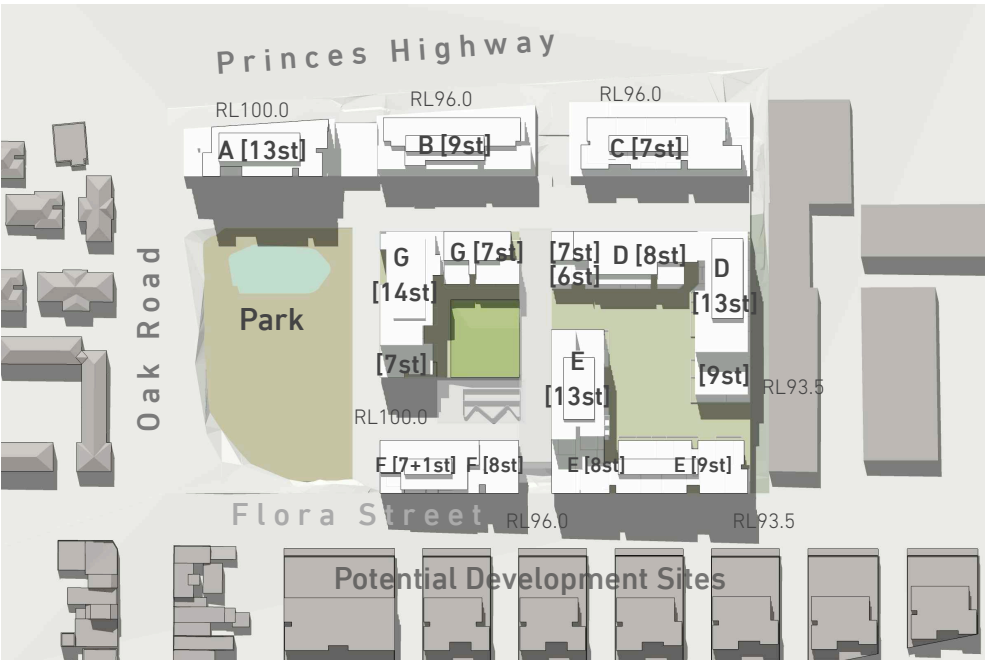 Princes Highway
RL100.0
RL96.0
RL96.0
A [13st]
B [9st]
C [7st]
Oak Road
Park
G
[14st]
[7st]
G [7st]
[7st]
[6st]
D [8st]
D
[13st]
[9st]
E
[13st]
RL93.5
RL100.0
F [7+1st]
F [8st]
E [8st]
E [9st]
Flora Street
RL96.0
RL93.5
Potential Development Sites